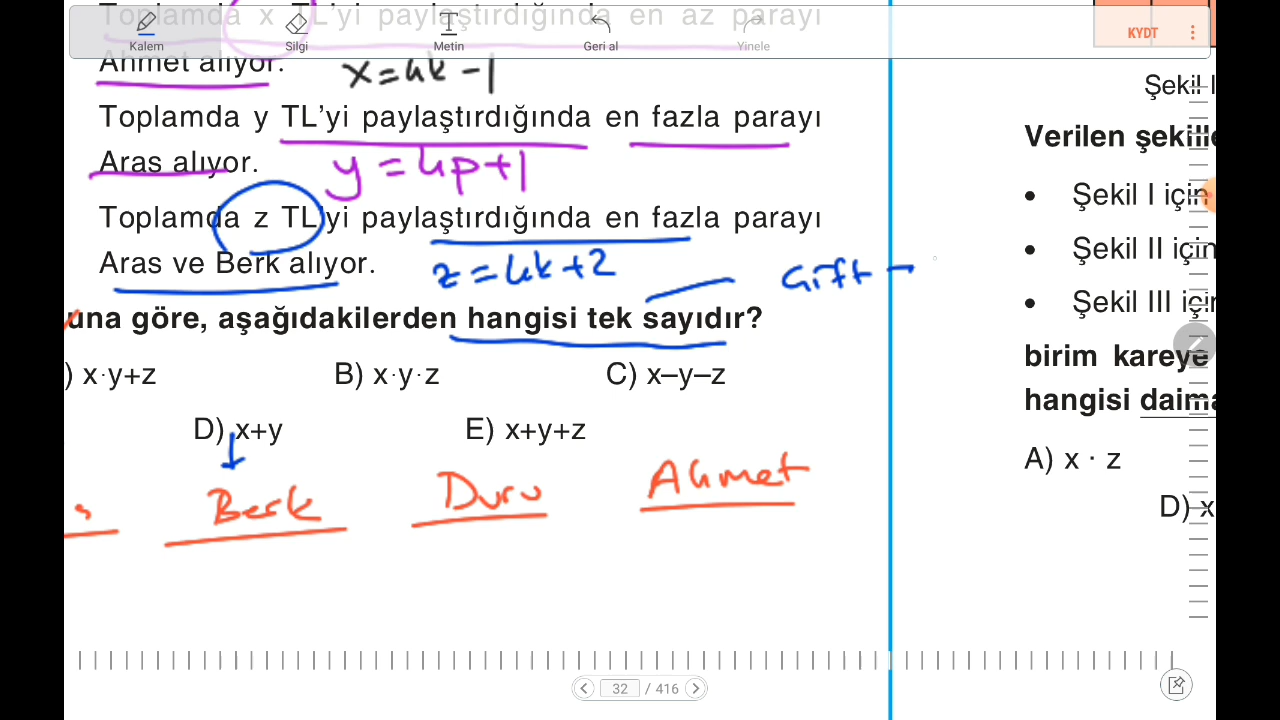 Toplamda x TL'yi paylaştırdığında en az parayı
Kalem
Silgi
Metin
Geri al
Yinele
Ahmet alıyor. x=4k-1
Toplamda y TL'yi paylaştırdığında en fazla parayı
Aras alıyor. y=4p+1
Toplamda z TL'yi paylaştırdığında en fazla parayı
Aras ve Berk alıyor. z=4k+2 Çift
una göre, aşağıdakilerden hangisi tek sayıdır?
) x·y+z B) x·y·z C) x–y–z
D) x+y E) x+y+z
s Berk Duru Ahmet
KYDT
Şekil I
Verilen şekille
• Şekil I için
• Şekil II için
• Şekil III için
birim kareye
hangisi daima
A) x · z
D) x
32 / 416